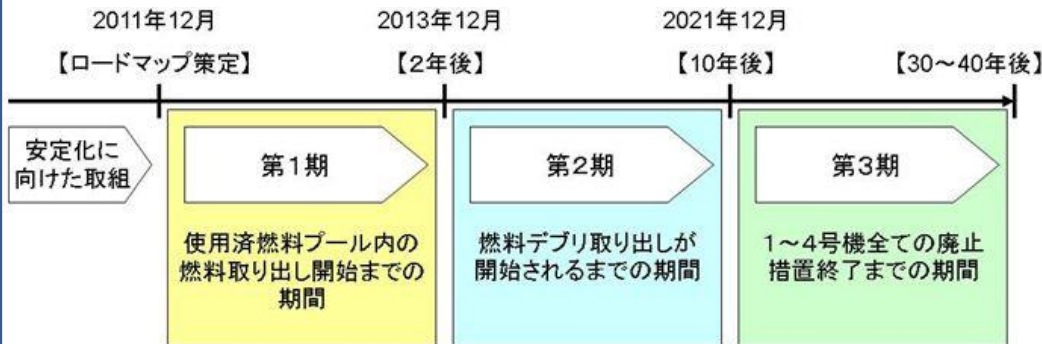 2011年12月
2013年12月
2021年12月
【ロードマップ策定】
【2年後】
【10年後】
【30～40年後】
安定化に
向けた取組
第1期
第2期
第3期
使用済燃料プール内の
燃料取り出し開始までの
期間
燃料デブリ取り出しが
開始されるまでの期間
1～4号機全ての廃止
措置終了までの期間